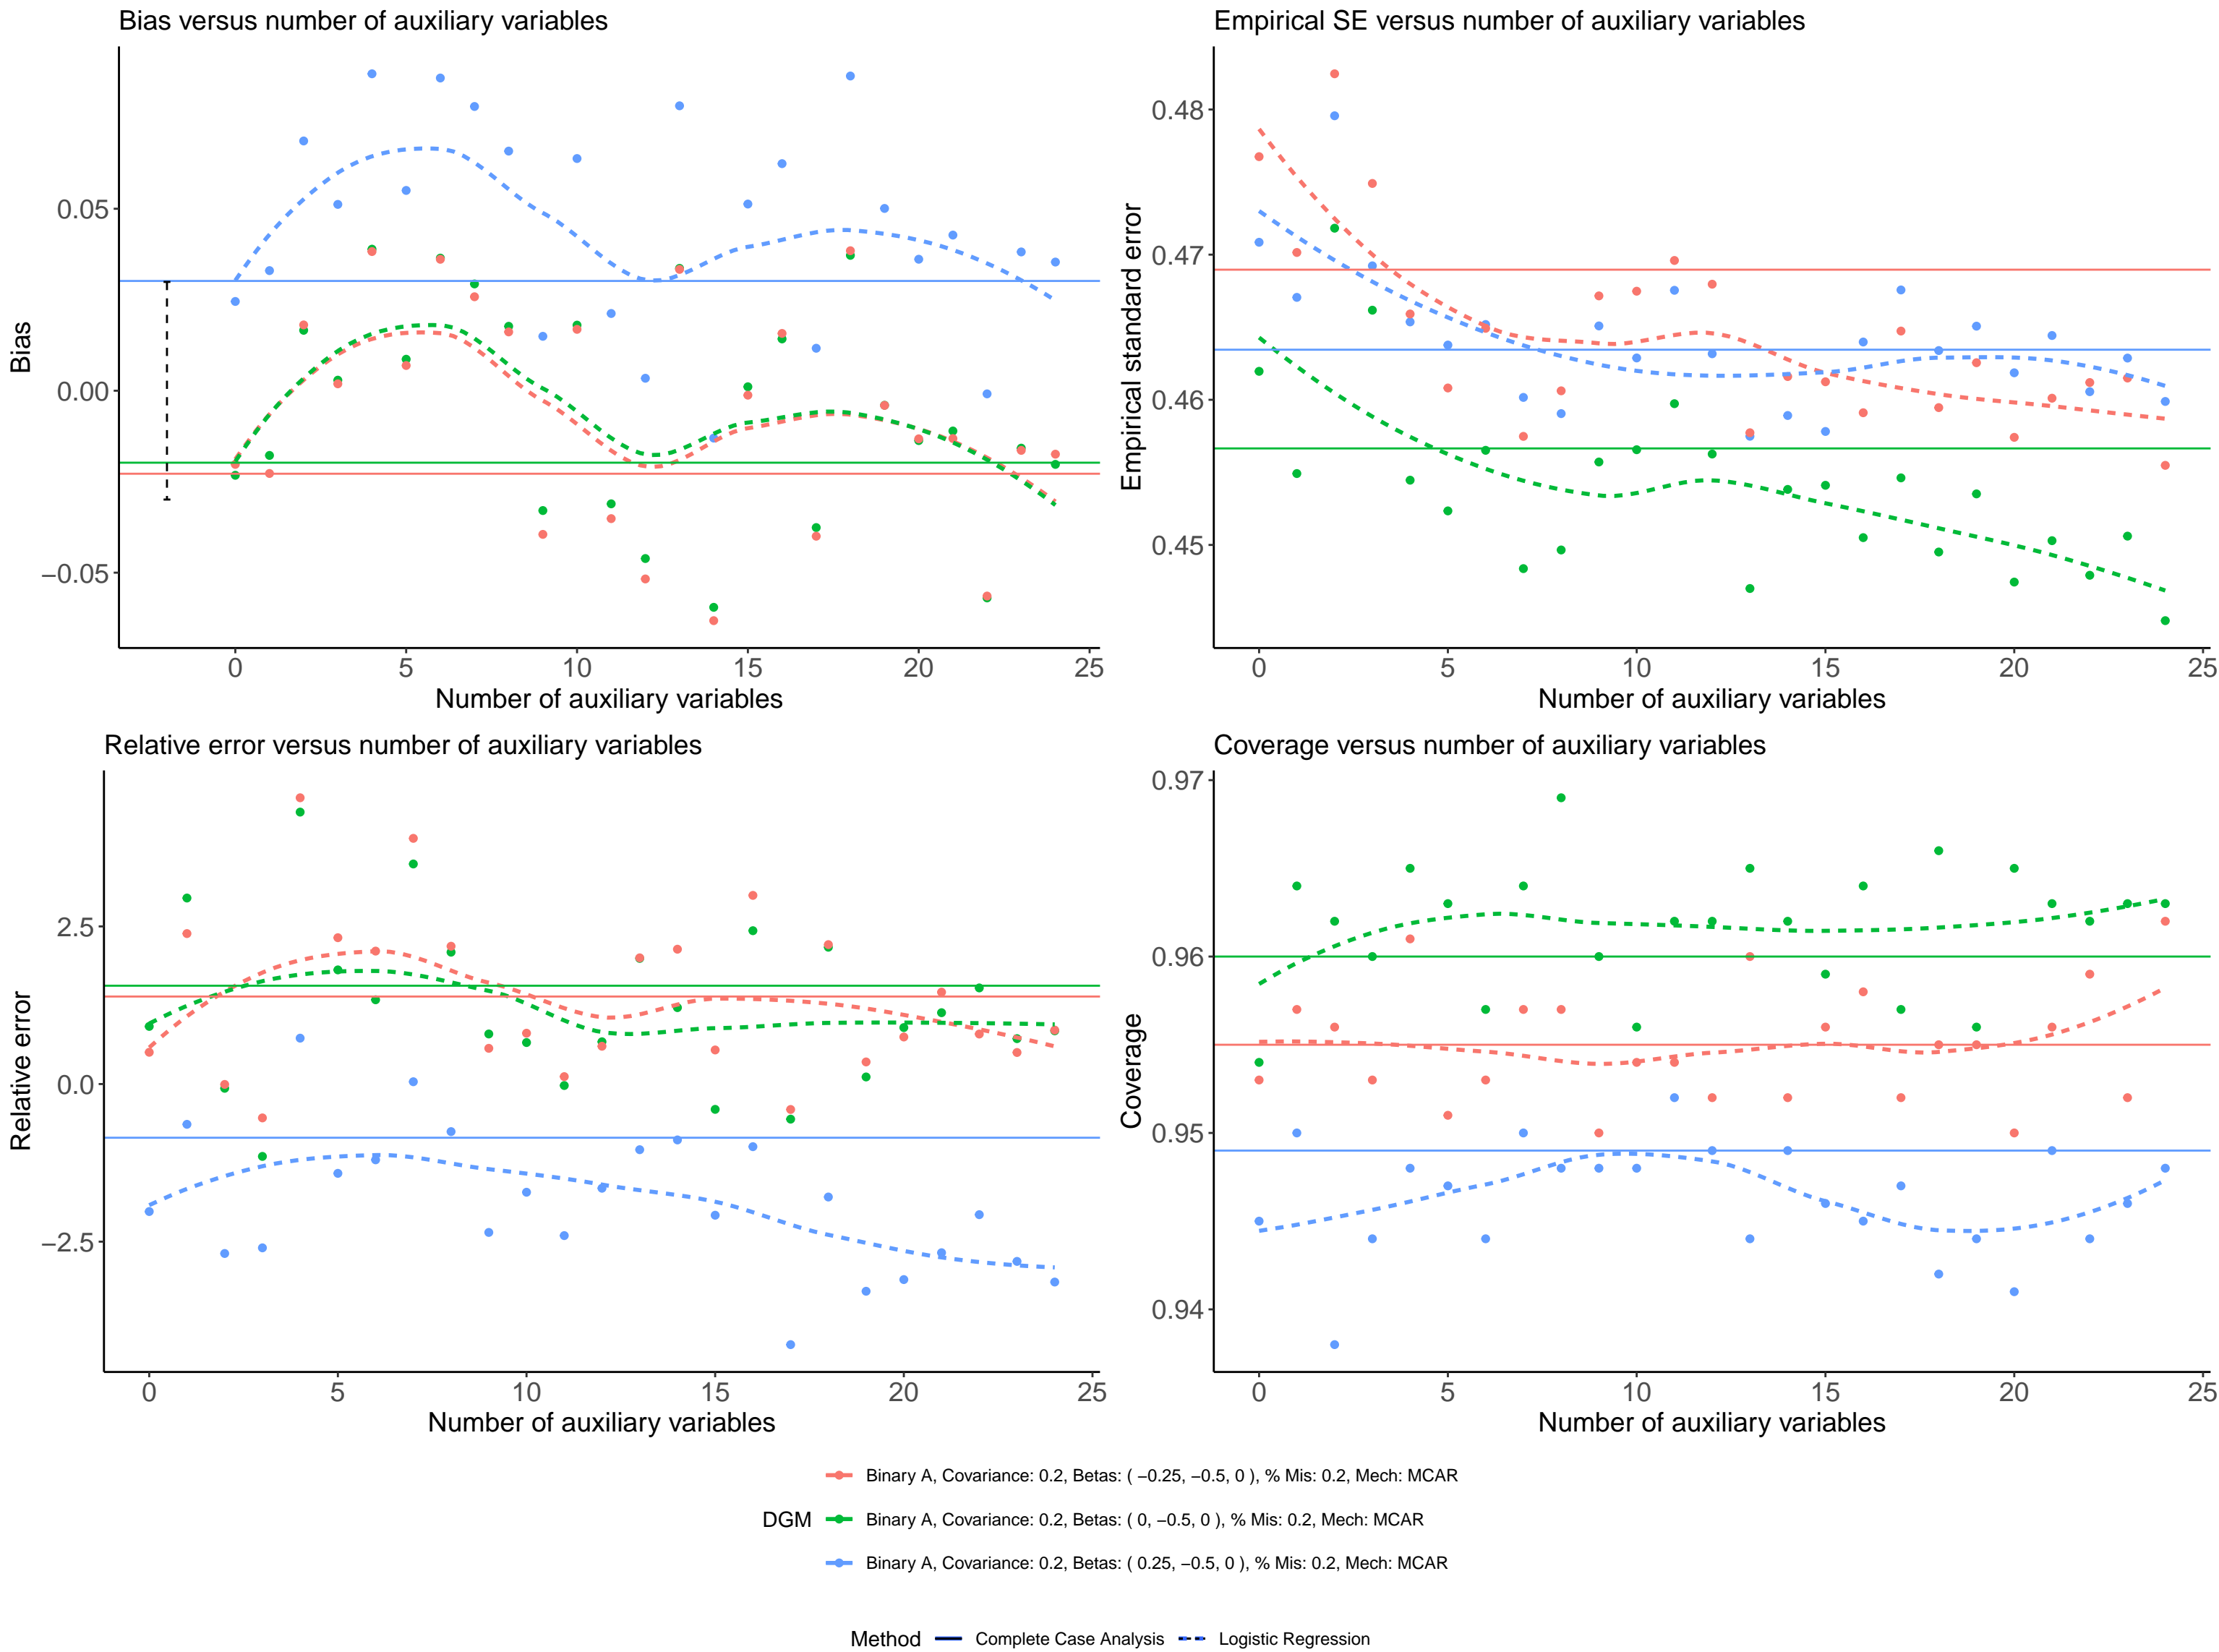 Bias versus number of auxiliary variables
Bias
0.05
0.00
−0.05
0 5 10 15 20 25
Number of auxiliary variables
Empirical SE versus number of auxiliary variables
Empirical standard error
0.48
0.47
0.46
0.45
0 5 10 15 20 25
Number of auxiliary variables
Relative error versus number of auxiliary variables
Relative error
2.5
0.0
−2.5
0 5 10 15 20 25
Number of auxiliary variables
Coverage versus number of auxiliary variables
Coverage
0.97
0.96
0.95
0.94
0 5 10 15 20 25
Number of auxiliary variables
DGM
Binary A, Covariance: 0.2, Betas: ( −0.25, −0.5, 0 ), % Mis: 0.2, Mech: MCAR
Binary A, Covariance: 0.2, Betas: ( 0, −0.5, 0 ), % Mis: 0.2, Mech: MCAR
Binary A, Covariance: 0.2, Betas: ( 0.25, −0.5, 0 ), % Mis: 0.2, Mech: MCAR
Method Complete Case Analysis Logistic Regression